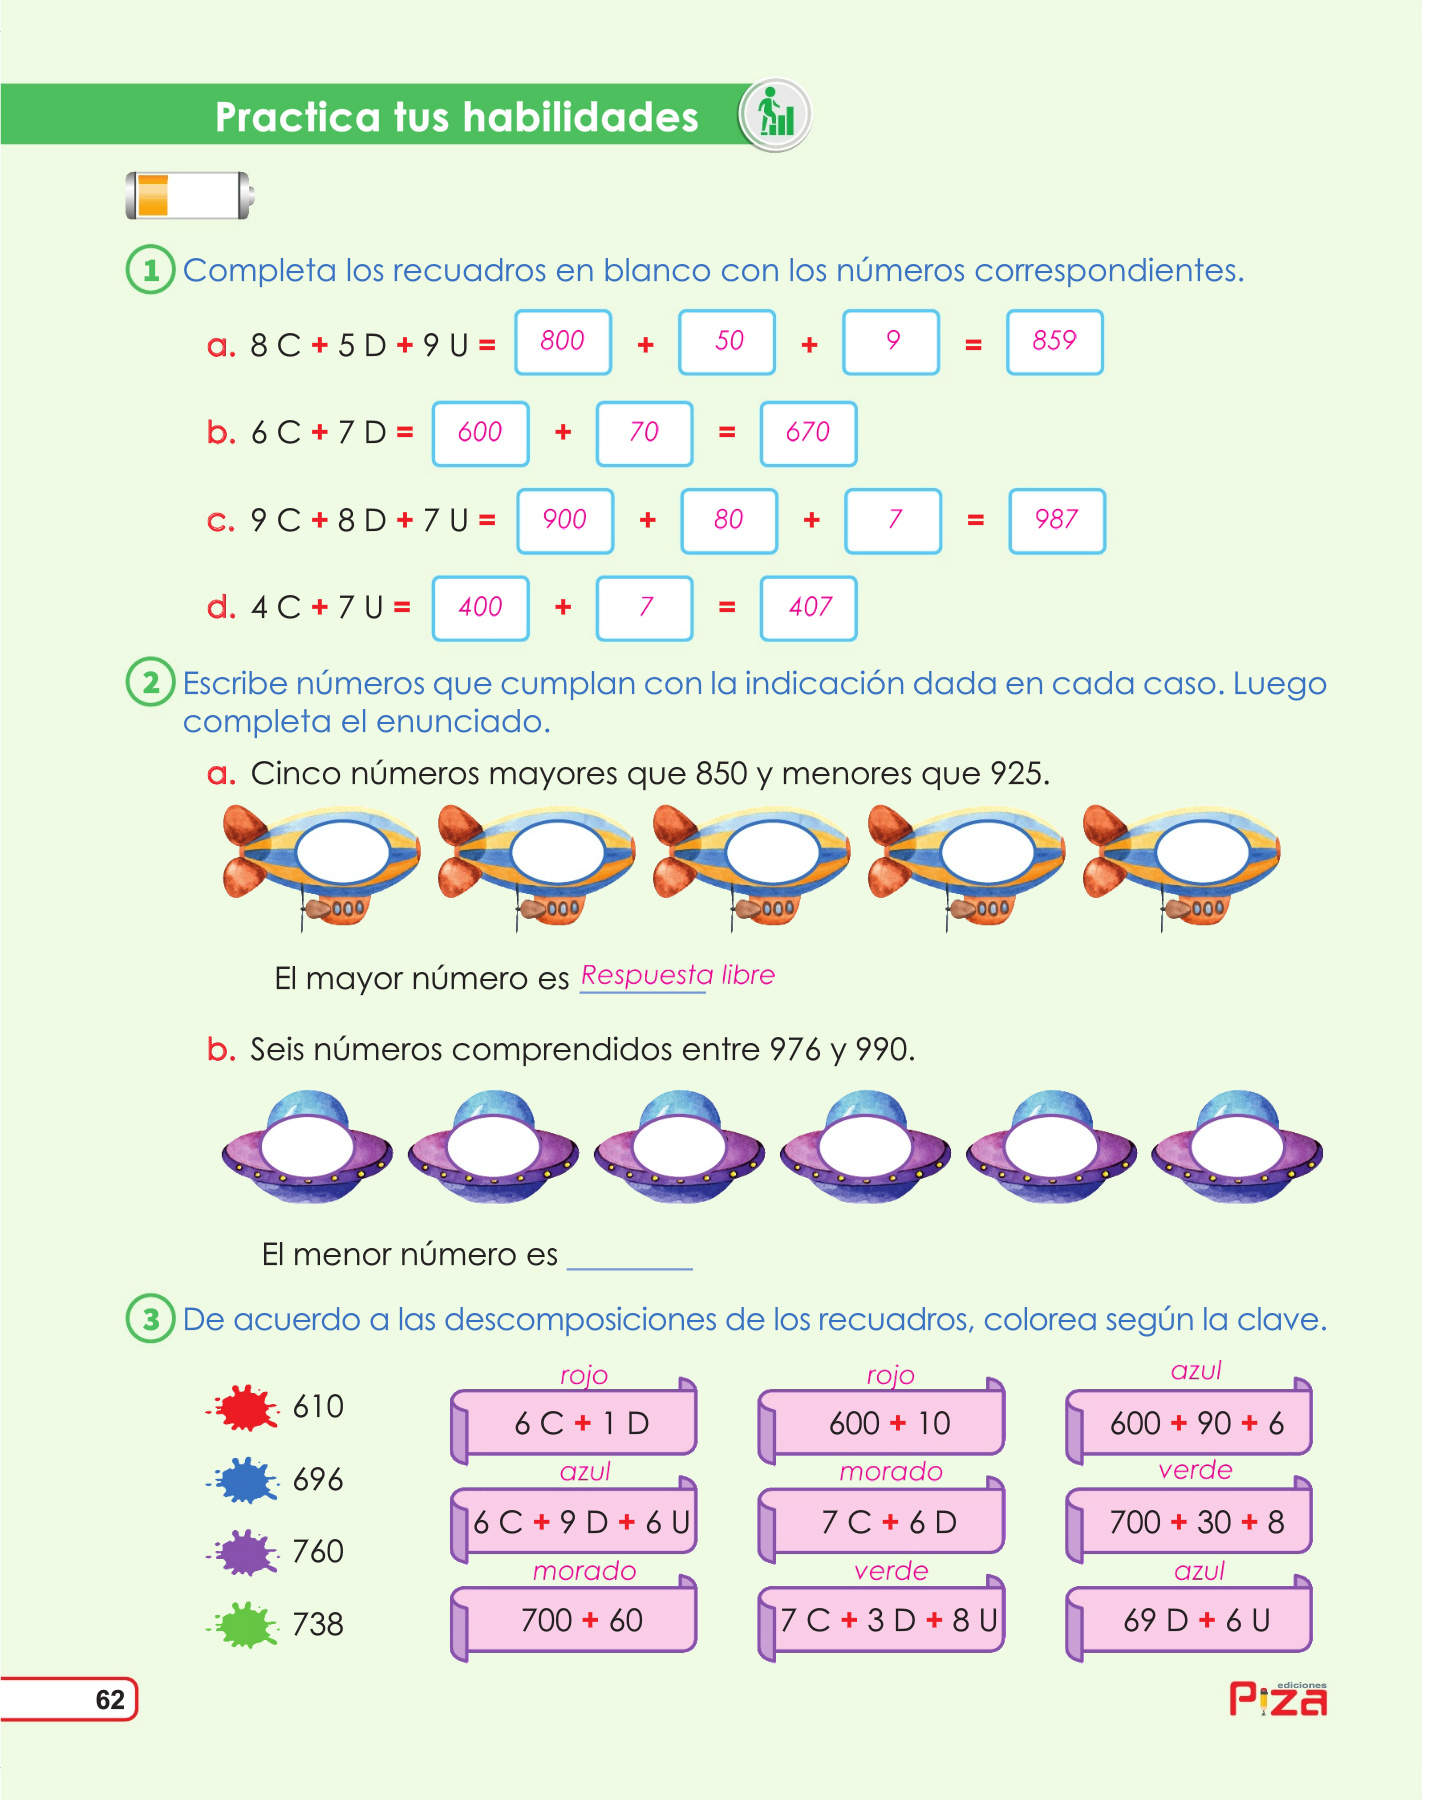 Practica tus habilidades
1 Completa los recuadros en blanco con los números correspondientes.
a. 8 C + 5 D + 9 U = 800 + 50 + 9 = 859
b. 6 C + 7 D = 600 + 70 = 670
c. 9 C + 8 D + 7 U = 900 + 80 + 7 = 987
d. 4 C + 7 U = 400 + 7 = 407
2 Escribe números que cumplan con la indicación dada en cada caso. Luego
completa el enunciado.
a. Cinco números mayores que 850 y menores que 925.
El mayor número es Respuesta libre
b. Seis números comprendidos entre 976 y 990.
El menor número es ________
3 De acuerdo a las descomposiciones de los recuadros, colorea según la clave.
rojo rojo azul
610 6 C + 1 D 600 + 10 600 + 90 + 6
azul morado verde
696 6 C + 9 D + 6 U 7 C + 6 D 700 + 30 + 8
760 morado verde azul
738 700 + 60 7 C + 3 D + 8 U 69 D + 6 U
62
ediciones
Piza